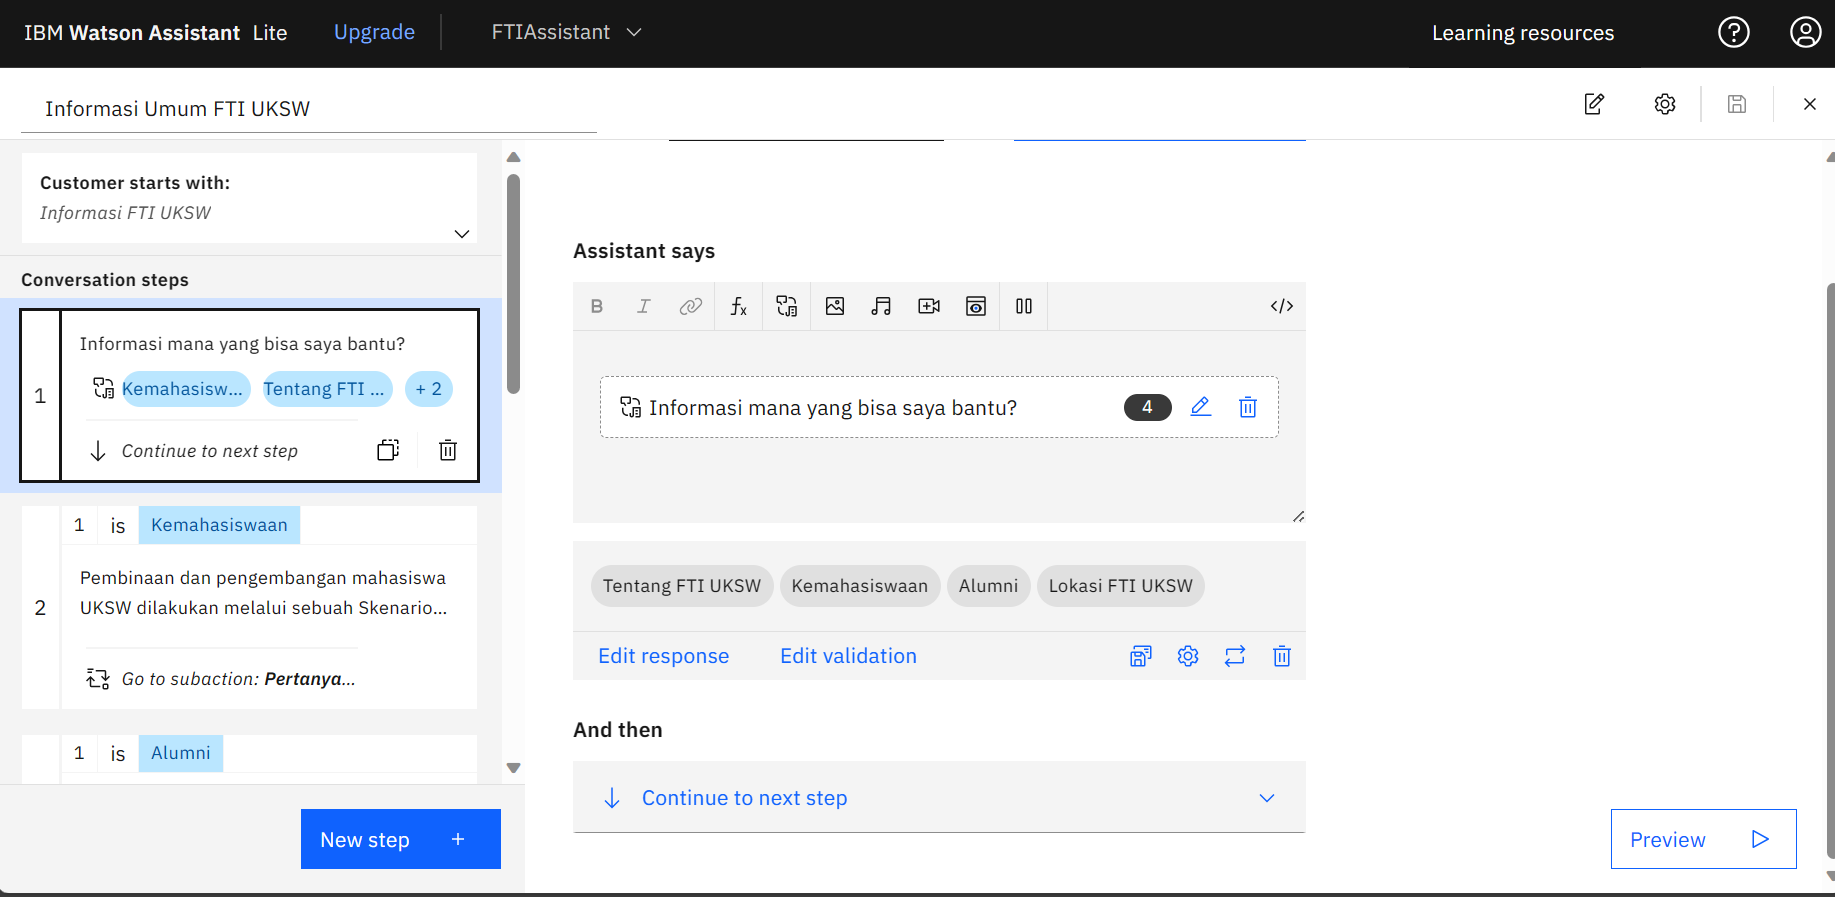 IBM Watson Assistant Lite
Upgrade
FTIAssistant
Learning resources
Informasi Umum FTI UKSW
Customer starts with:
Informasi FTI UKSW
Conversation steps
1
Informasi mana yang bisa saya bantu?
Kemahasisw... Tentang FTI ... + 2
Continue to next step
2
1 is Kemahasiswaan
Pembinaan dan pengembangan mahasiswa
UKSW dilakukan melalui sebuah Skenario...
Go to subaction: Pertanya...
1 is Alumni
New step +
Assistant says
B I fx </>
Informasi mana yang bisa saya bantu? 4
Tentang FTI UKSW Kemahasiswaan Alumni Lokasi FTI UKSW
Edit response Edit validation
And then
Continue to next step
Preview